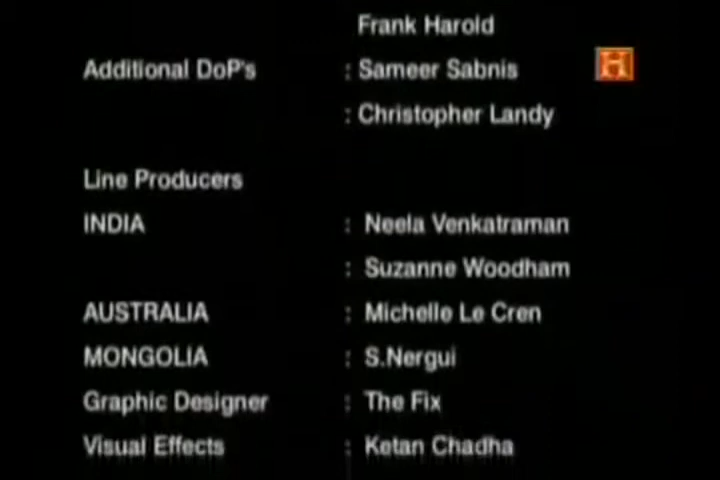 Frank Harold
Additional DoP's : Sameer Sabnis
H
: Christopher Landy
Line Producers
INDIA : Neela Venkatraman
: Suzanne Woodham
AUSTRALIA : Michelle Le Cren
MONGOLIA : S.Nergui
Graphic Designer : The Fix
Visual Effects : Ketan Chadha